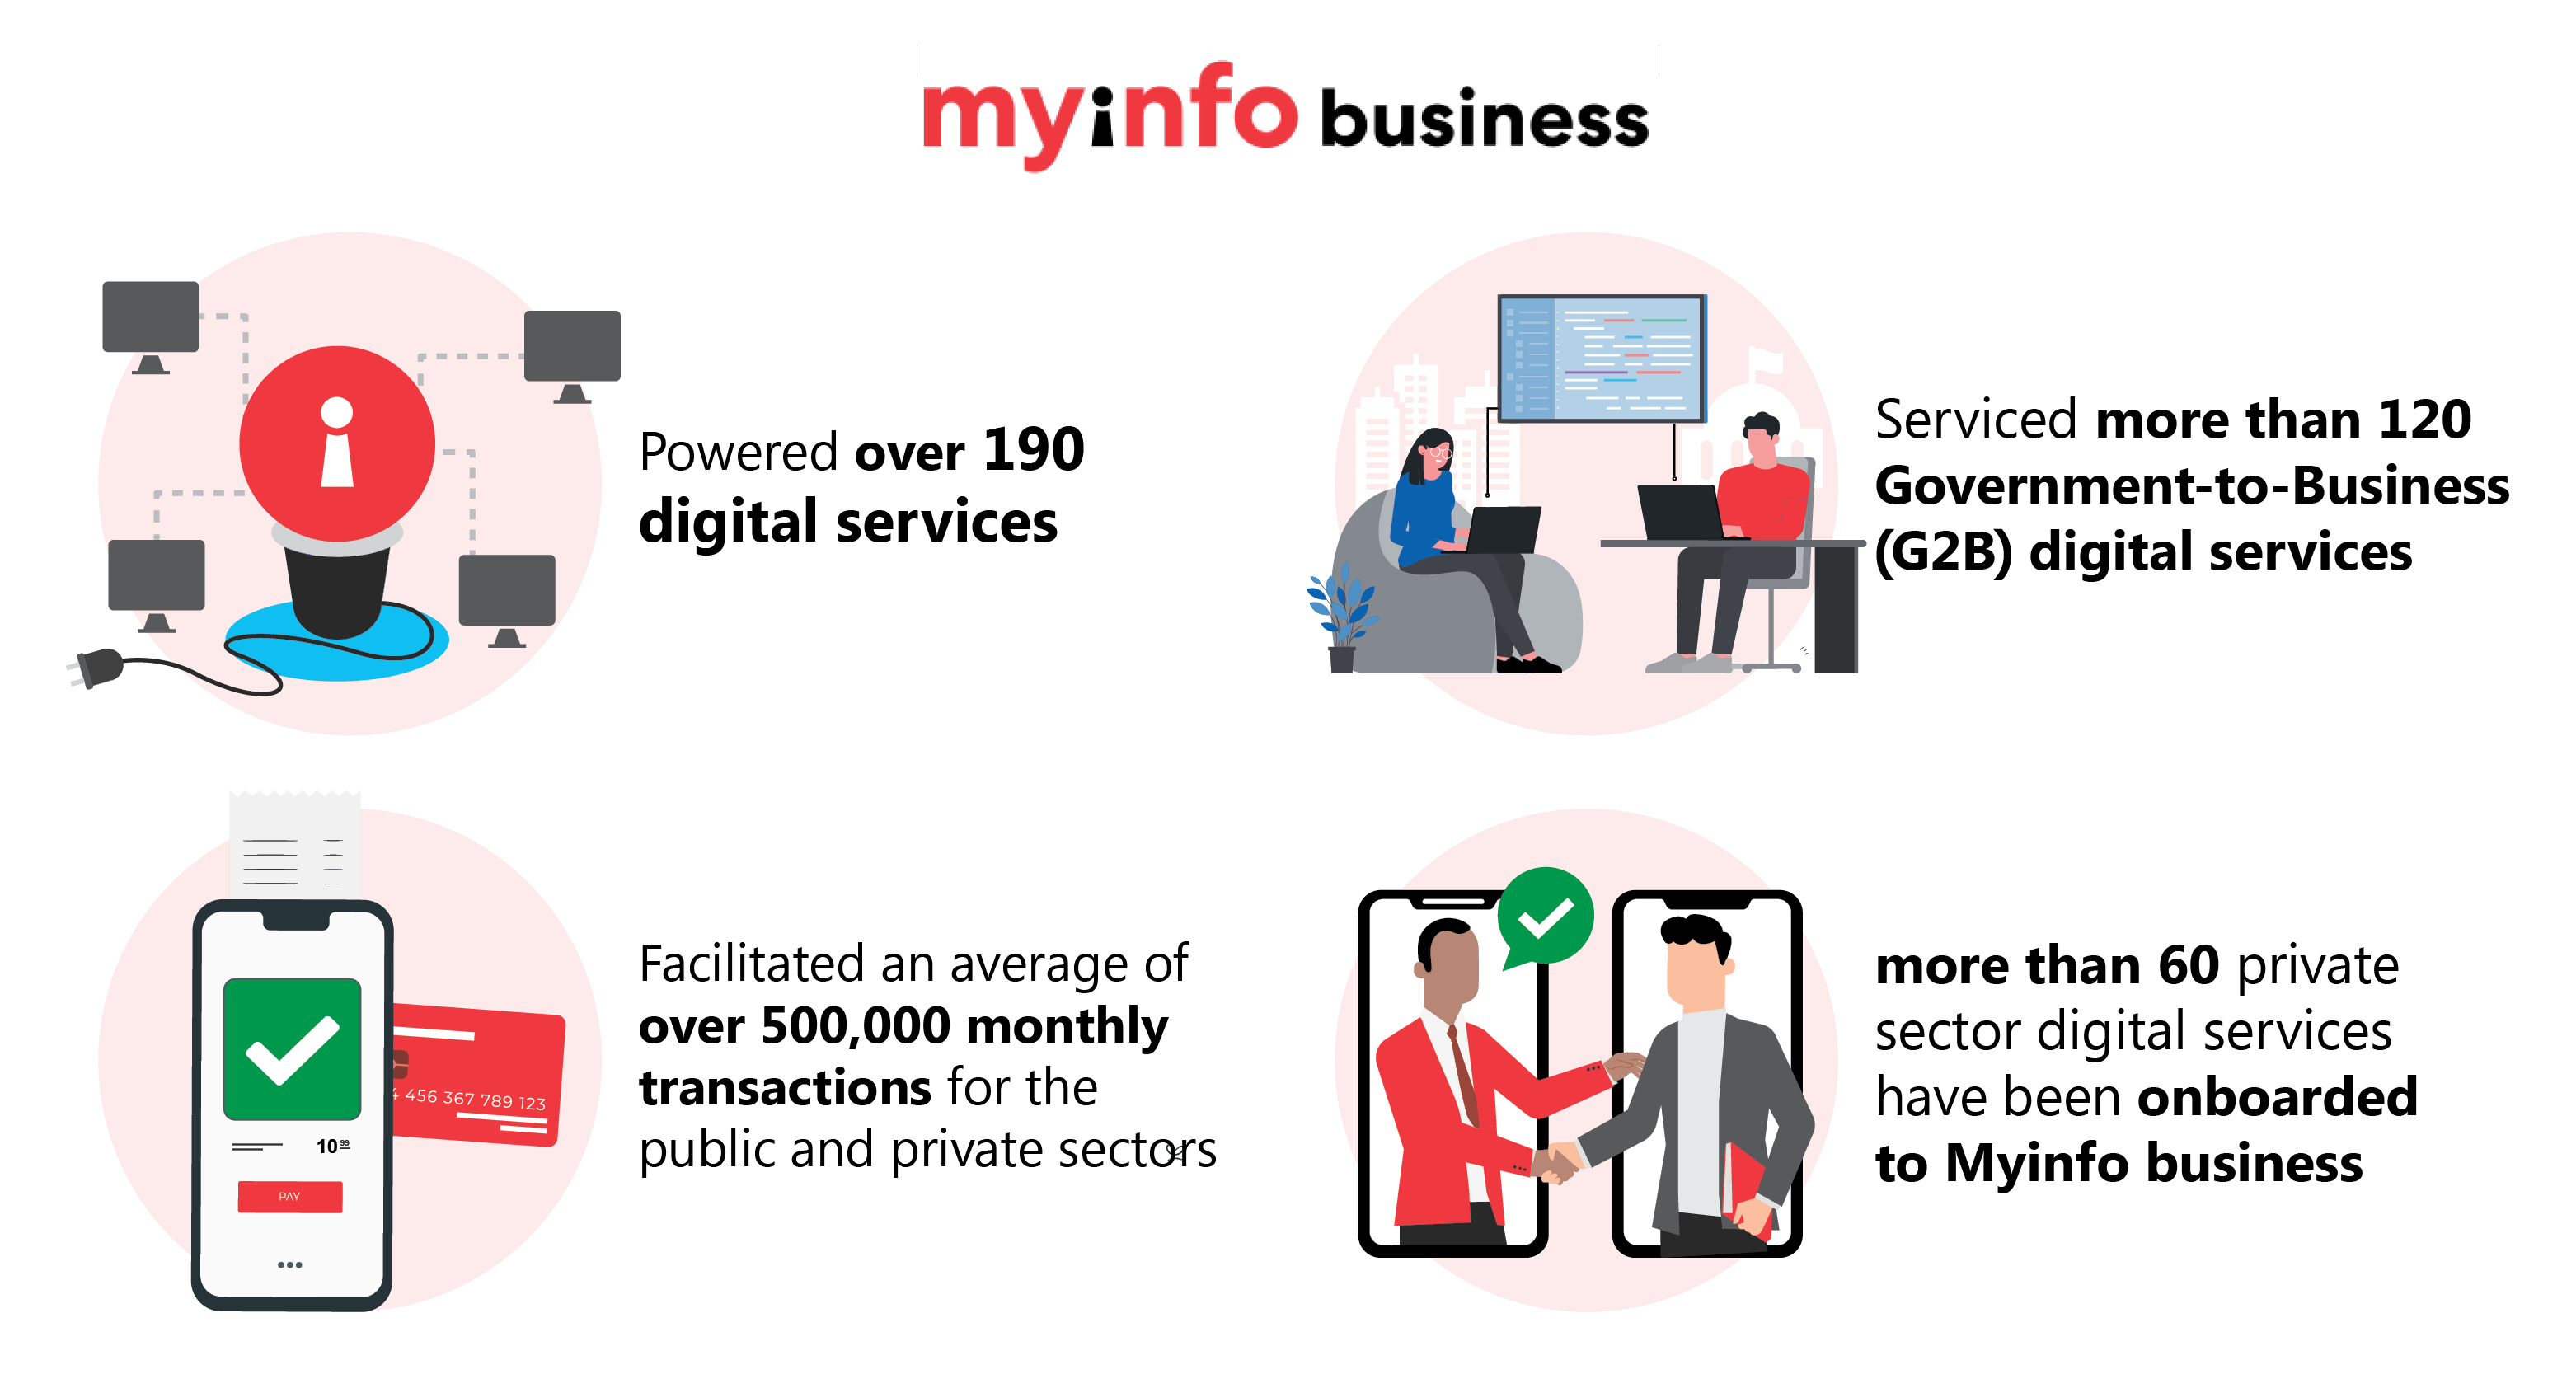 myinfo business
Powered over 190
digital services
Serviced more than 120
Government-to-Business
(G2B) digital services
Facilitated an average of
over 500,000 monthly
transactions for the
public and private sectors
456 367 789 123
10 99
PAY
more than 60 private
sector digital services
have been onboarded
to Myinfo business